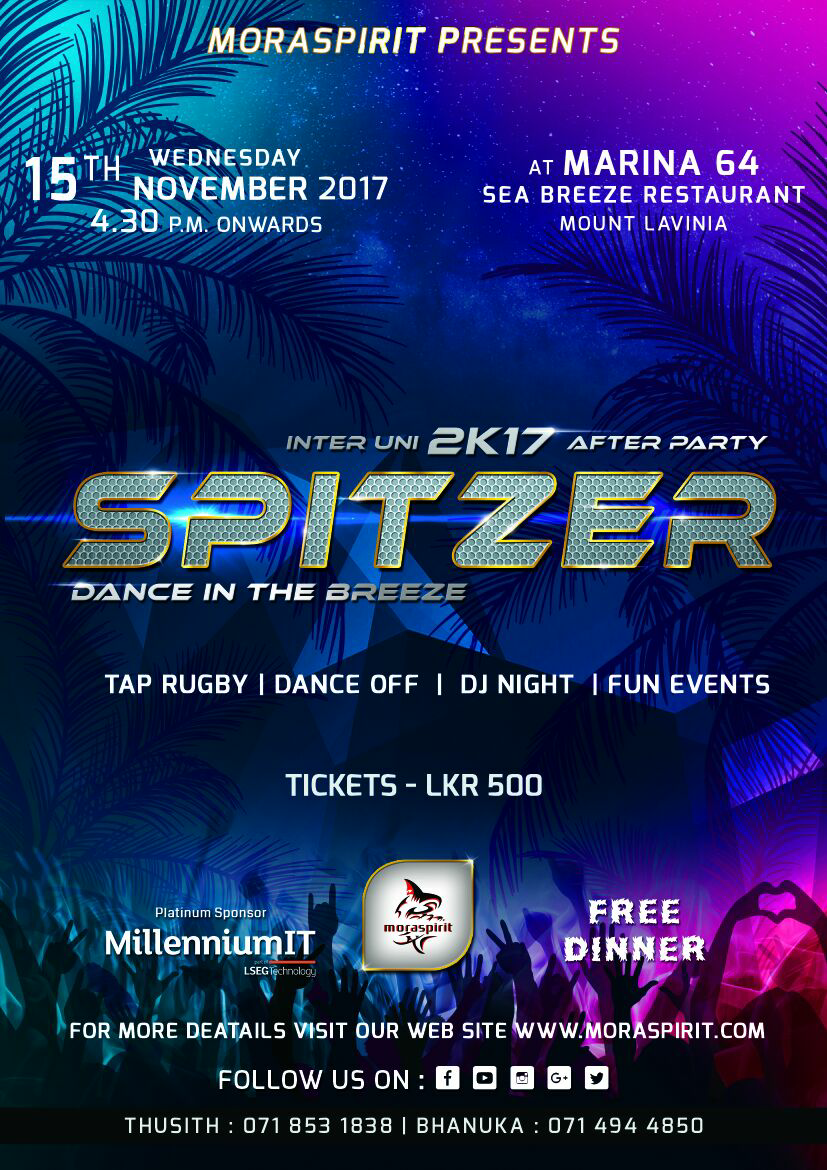 MORASPIRIT PRESENTS
15TH WEDNESDAY
NOVEMBER 2017
4.30 P.M. ONWARDS
AT MARINA 64
SEA BREEZE RESTAURANT
MOUNT LAVINIA
INTER UNI 2K17 AFTER PARTY
SPITZER
DANCE IN THE BREEZE
TAP RUGBY | DANCE OFF | DJ NIGHT | FUN EVENTS
TICKETS - LKR 500
Platinum Sponsor
MillenniumIT
part of
LSEG Technology
moraspirit
FREE
DINNER
FOR MORE DEATAILS VISIT OUR WEB SITE WWW.MORASPIRIT.COM
FOLLOW US ON :
THUSITH : 071 853 1838 | BHANUKA : 071 494 4850